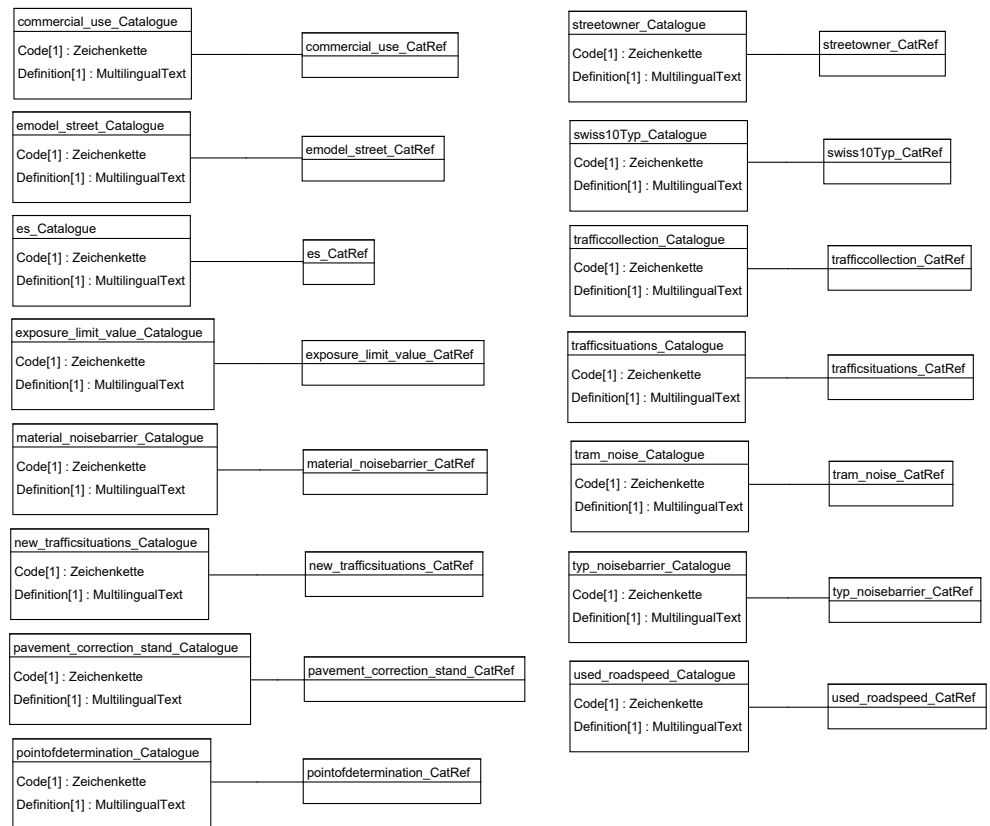 commercial_use_Catalogue
Code[1] : Zeichenkette
Definition[1] : MultilingualText
commercial_use_CatRef
emodel_street_Catalogue
Code[1] : Zeichenkette
Definition[1] : MultilingualText
emodel_street_CatRef
es_Catalogue
Code[1] : Zeichenkette
Definition[1] : MultilingualText
es_CatRef
exposure_limit_value_Catalogue
Code[1] : Zeichenkette
Definition[1] : MultilingualText
exposure_limit_value_CatRef
material_noisebarrier_Catalogue
Code[1] : Zeichenkette
Definition[1] : MultilingualText
material_noisebarrier_CatRef
new_trafficsituations_Catalogue
Code[1] : Zeichenkette
Definition[1] : MultilingualText
new_trafficsituations_CatRef
pavement_correction_stand_Catalogue
Code[1] : Zeichenkette
Definition[1] : MultilingualText
pavement_correction_stand_CatRef
pointofdetermination_Catalogue
Code[1] : Zeichenkette
Definition[1] : MultilingualText
pointofdetermination_CatRef
streetowner_Catalogue
Code[1] : Zeichenkette
Definition[1] : MultilingualText
streetowner_CatRef
swiss10Typ_Catalogue
Code[1] : Zeichenkette
Definition[1] : MultilingualText
swiss10Typ_CatRef
trafficcollection_Catalogue
Code[1] : Zeichenkette
Definition[1] : MultilingualText
trafficcollection_CatRef
trafficsituations_Catalogue
Code[1] : Zeichenkette
Definition[1] : MultilingualText
trafficsituations_CatRef
tram_noise_Catalogue
Code[1] : Zeichenkette
Definition[1] : MultilingualText
tram_noise_CatRef
typ_noisebarrier_Catalogue
Code[1] : Zeichenkette
Definition[1] : MultilingualText
typ_noisebarrier_CatRef
used_roadspeed_Catalogue
Code[1] : Zeichenkette
Definition[1] : MultilingualText
used_roadspeed_CatRef